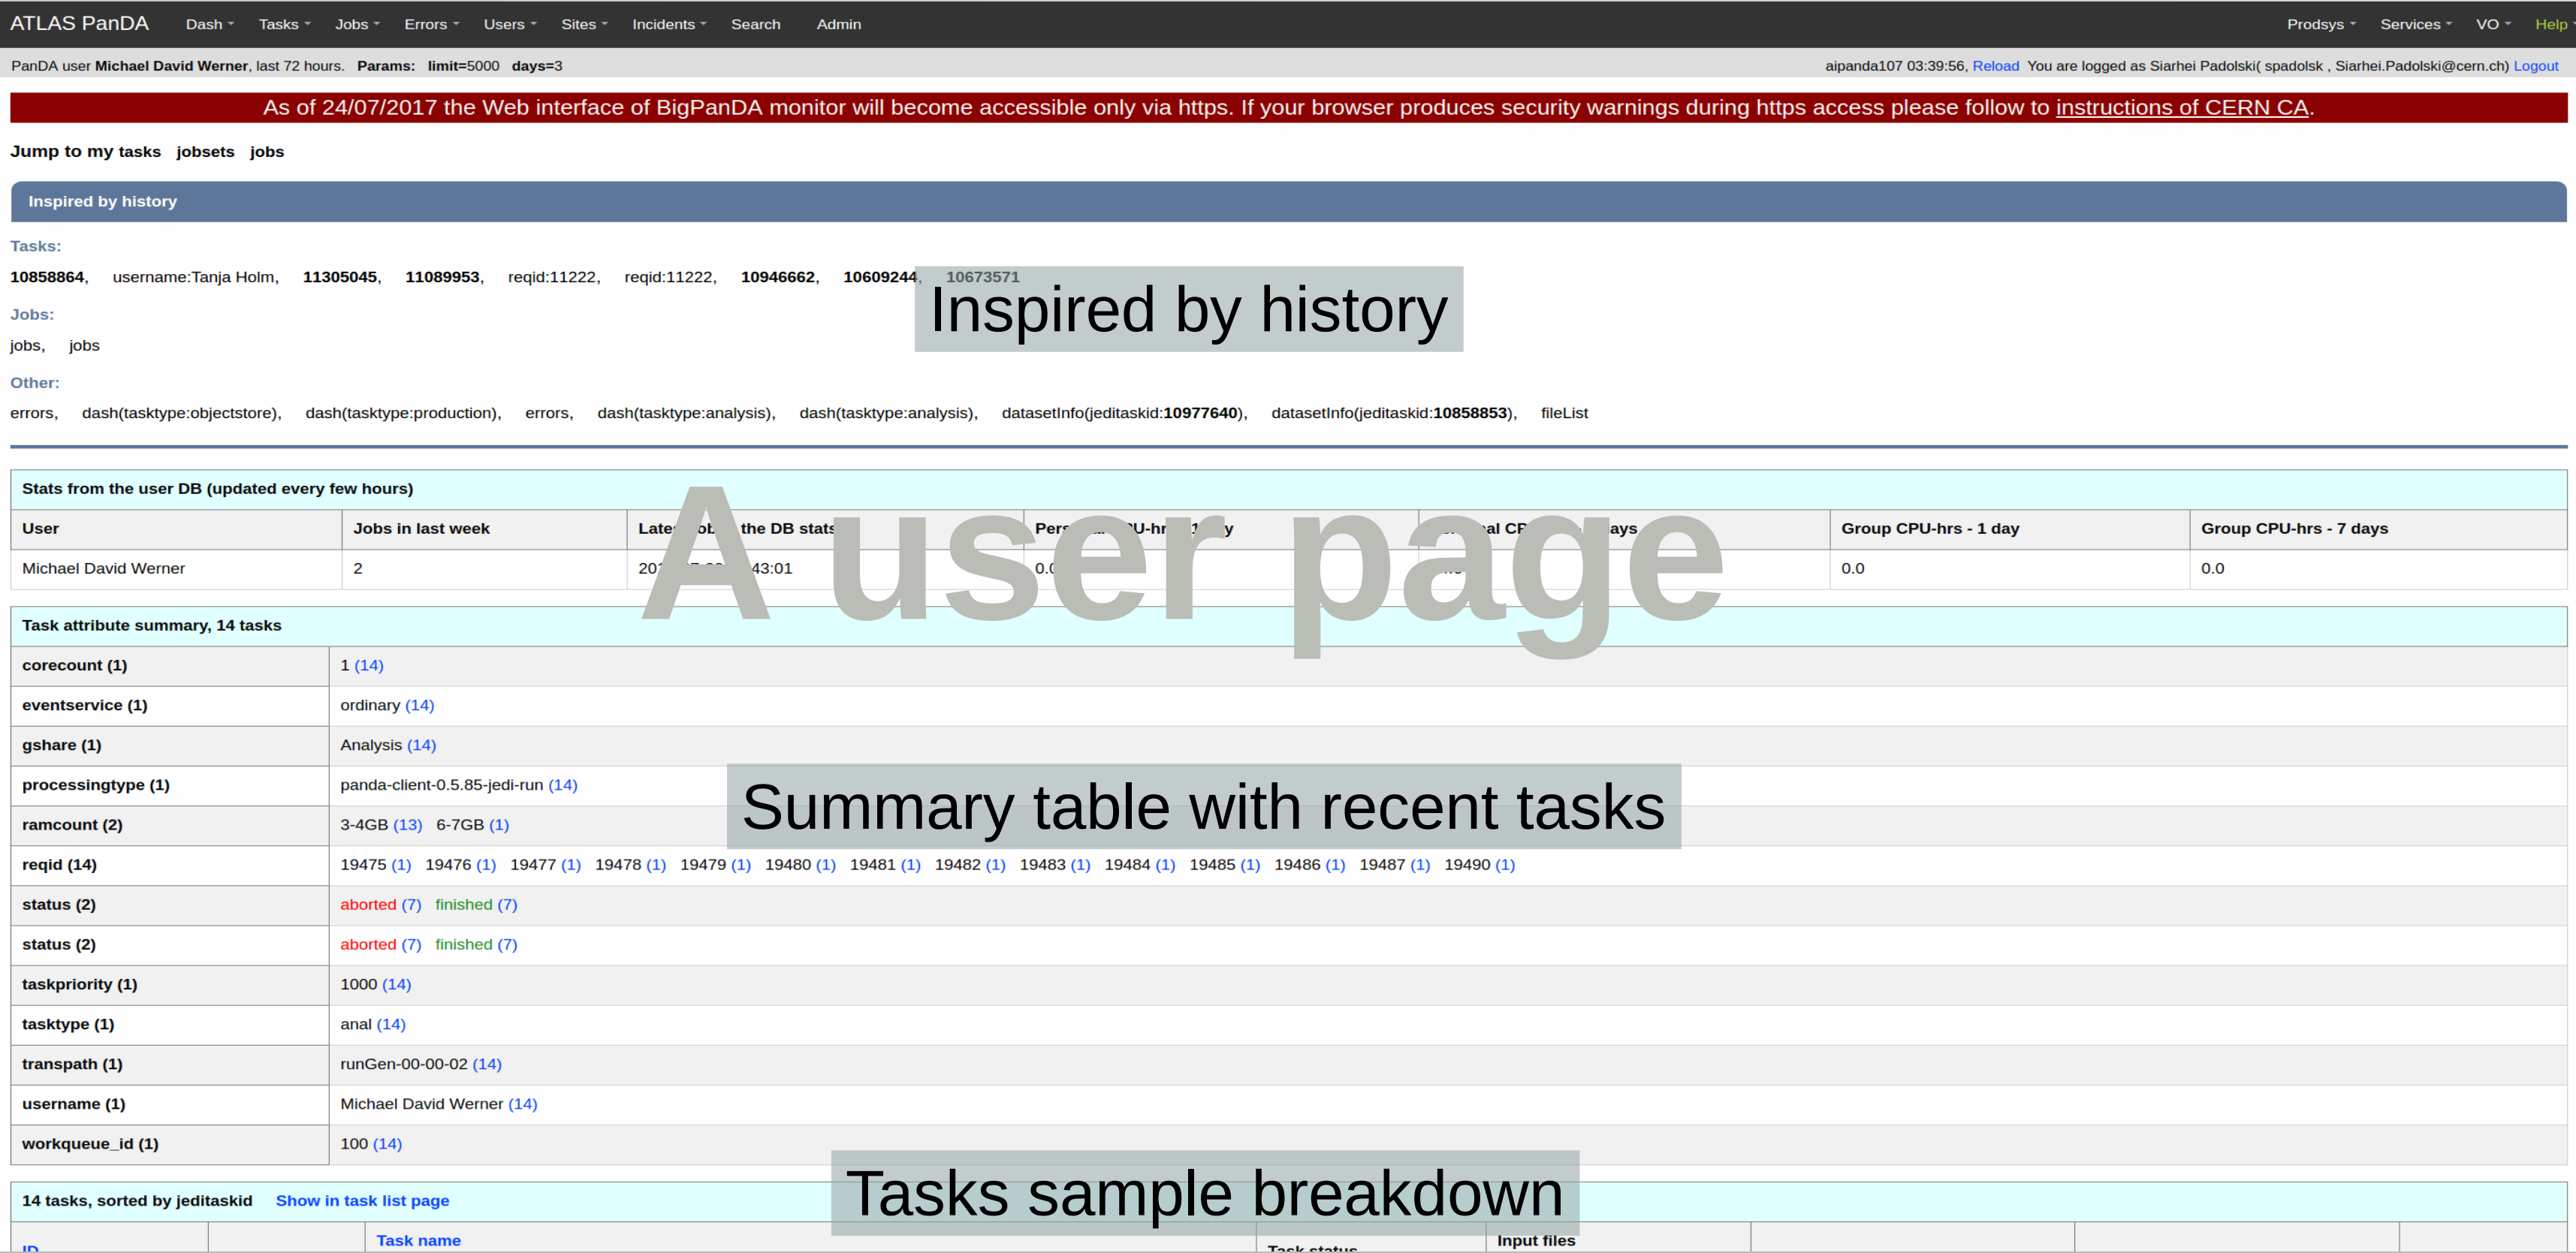 ATLAS PanDA Dash Tasks Jobs Errors Users Sites Incidents Search Admin Prodsys Services VO Help
PanDA user Michael David Werner, last 72 hours. Params: limit=5000 days=3 aipanda107 03:39:56, Reload You are logged as Siarhei Padolski( spadolsk , Siarhei.Padolski@cern.ch) Logout
As of 24/07/2017 the Web interface of BigPanDA monitor will become accessible only via https. If your browser produces security warnings during https access please follow to instructions of CERN CA.
Jump to my tasks jobsets jobs
Inspired by history
Tasks:
10858864, username:Tanja Holm, 11305045, 11089953, reqid:11222, reqid:11222, 10946662, 10609244, 10673571
Inspired by history
Jobs:
jobs, jobs
Other:
errors, dash(tasktype:objectstore), dash(tasktype:production), errors, dash(tasktype:analysis), dash(tasktype:analysis), datasetInfo(jeditaskid:10977640), datasetInfo(jeditaskid:10858853), fileList
Stats from the user DB (updated every few hours)
A user page
User Jobs in last week the DB stats Group CPU-hrs - 1 day Group CPU-hrs - 7 days
Michael David Werner 2 0.0 0.0
Task attribute summary, 14 tasks
corecount (1) 1 (14)
eventservice (1) ordinary (14)
gshare (1) Analysis (14)
processingtype (1) panda-client-0.5.85-jedi-run (14)
Summary table with recent tasks
ramcount (2) 3-4GB (13) 6-7GB (1)
reqid (14) 19475 (1) 19476 (1) 19477 (1) 19478 (1) 19479 (1) 19480 (1) 19481 (1) 19482 (1) 19483 (1) 19484 (1) 19485 (1) 19486 (1) 19487 (1) 19490 (1)
status (2) aborted (7) finished (7)
status (2) aborted (7) finished (7)
taskpriority (1) 1000 (14)
tasktype (1) anal (14)
transpath (1) runGen-00-00-02 (14)
username (1) Michael David Werner (14)
workqueue_id (1) 100 (14)
Tasks sample breakdown
14 tasks, sorted by jeditaskid Show in task list page
Task name Input files
ID Task status